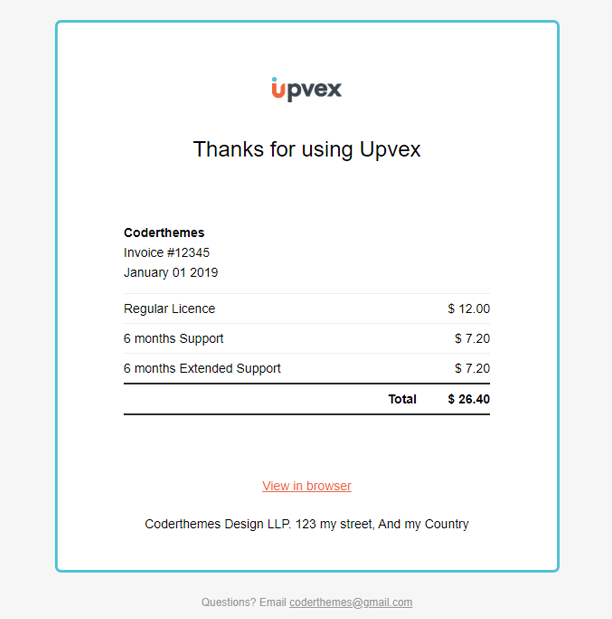 upvex
Thanks for using Upvex
Coderthemes
Invoice #12345
January 01 2019
Regular Licence $ 12.00
6 months Support $ 7.20
6 months Extended Support $ 7.20
Total $ 26.40
View in browser
Coderthemes Design LLP. 123 my street, And my Country
Questions? Email coderthemes@gmail.com